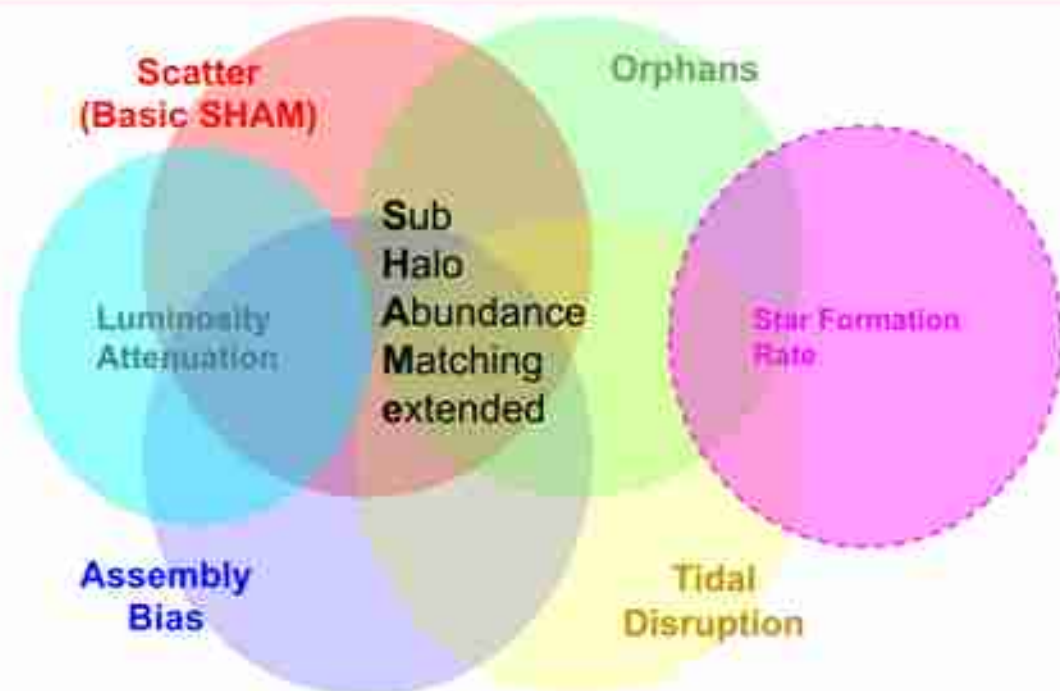 Scatter
(Basic SHAM)
Orphans
Sub
Halo
Abundance
Matching
extended
Luminosity
Attenuation
Star Formation
Rate
Assembly
Bias
Tidal
Disruption